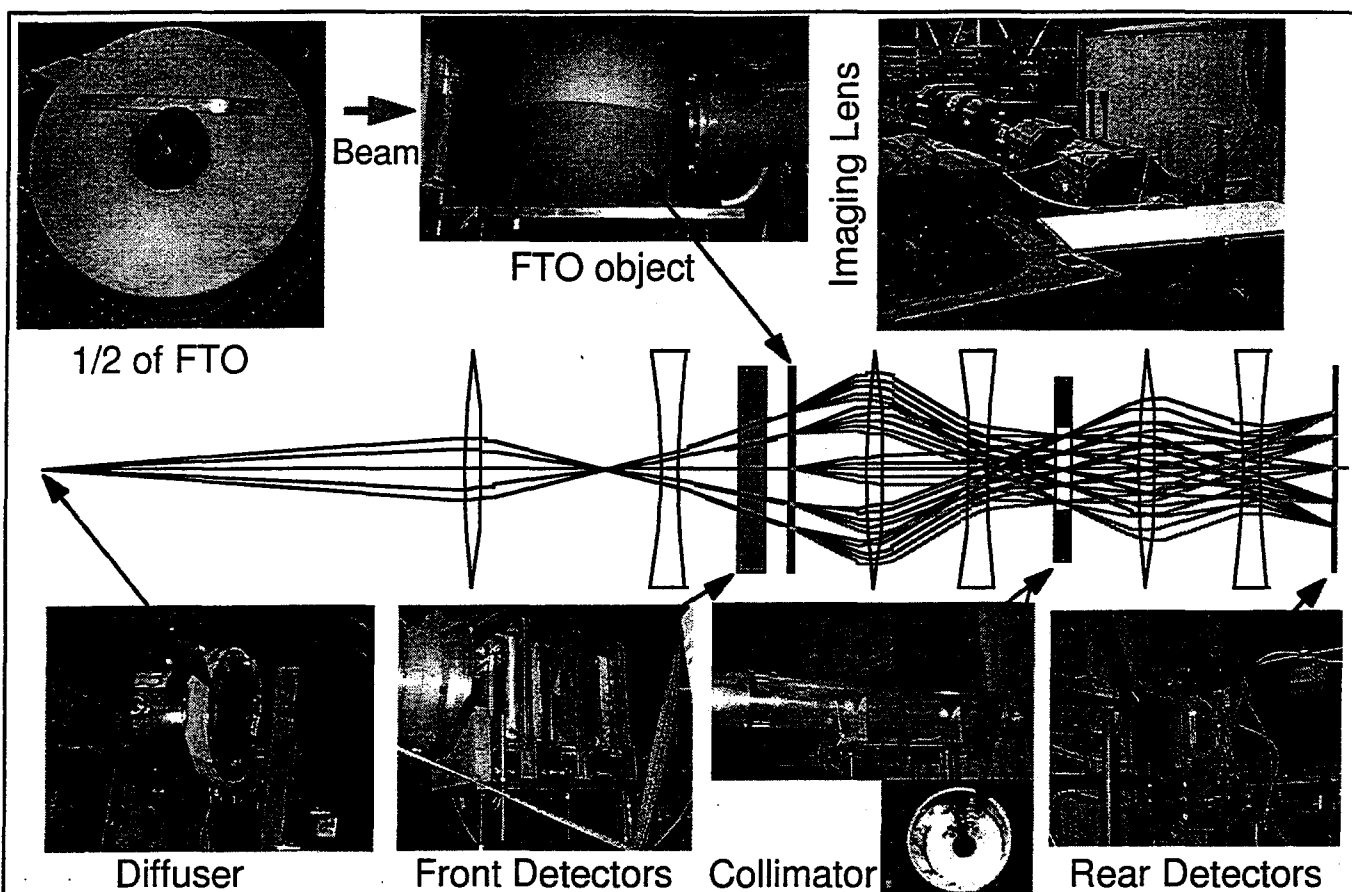 Beam
Imaging Lens
FTO object
1/2 of FTO
Diffuser
Front Detectors
Collimator
Rear Detectors